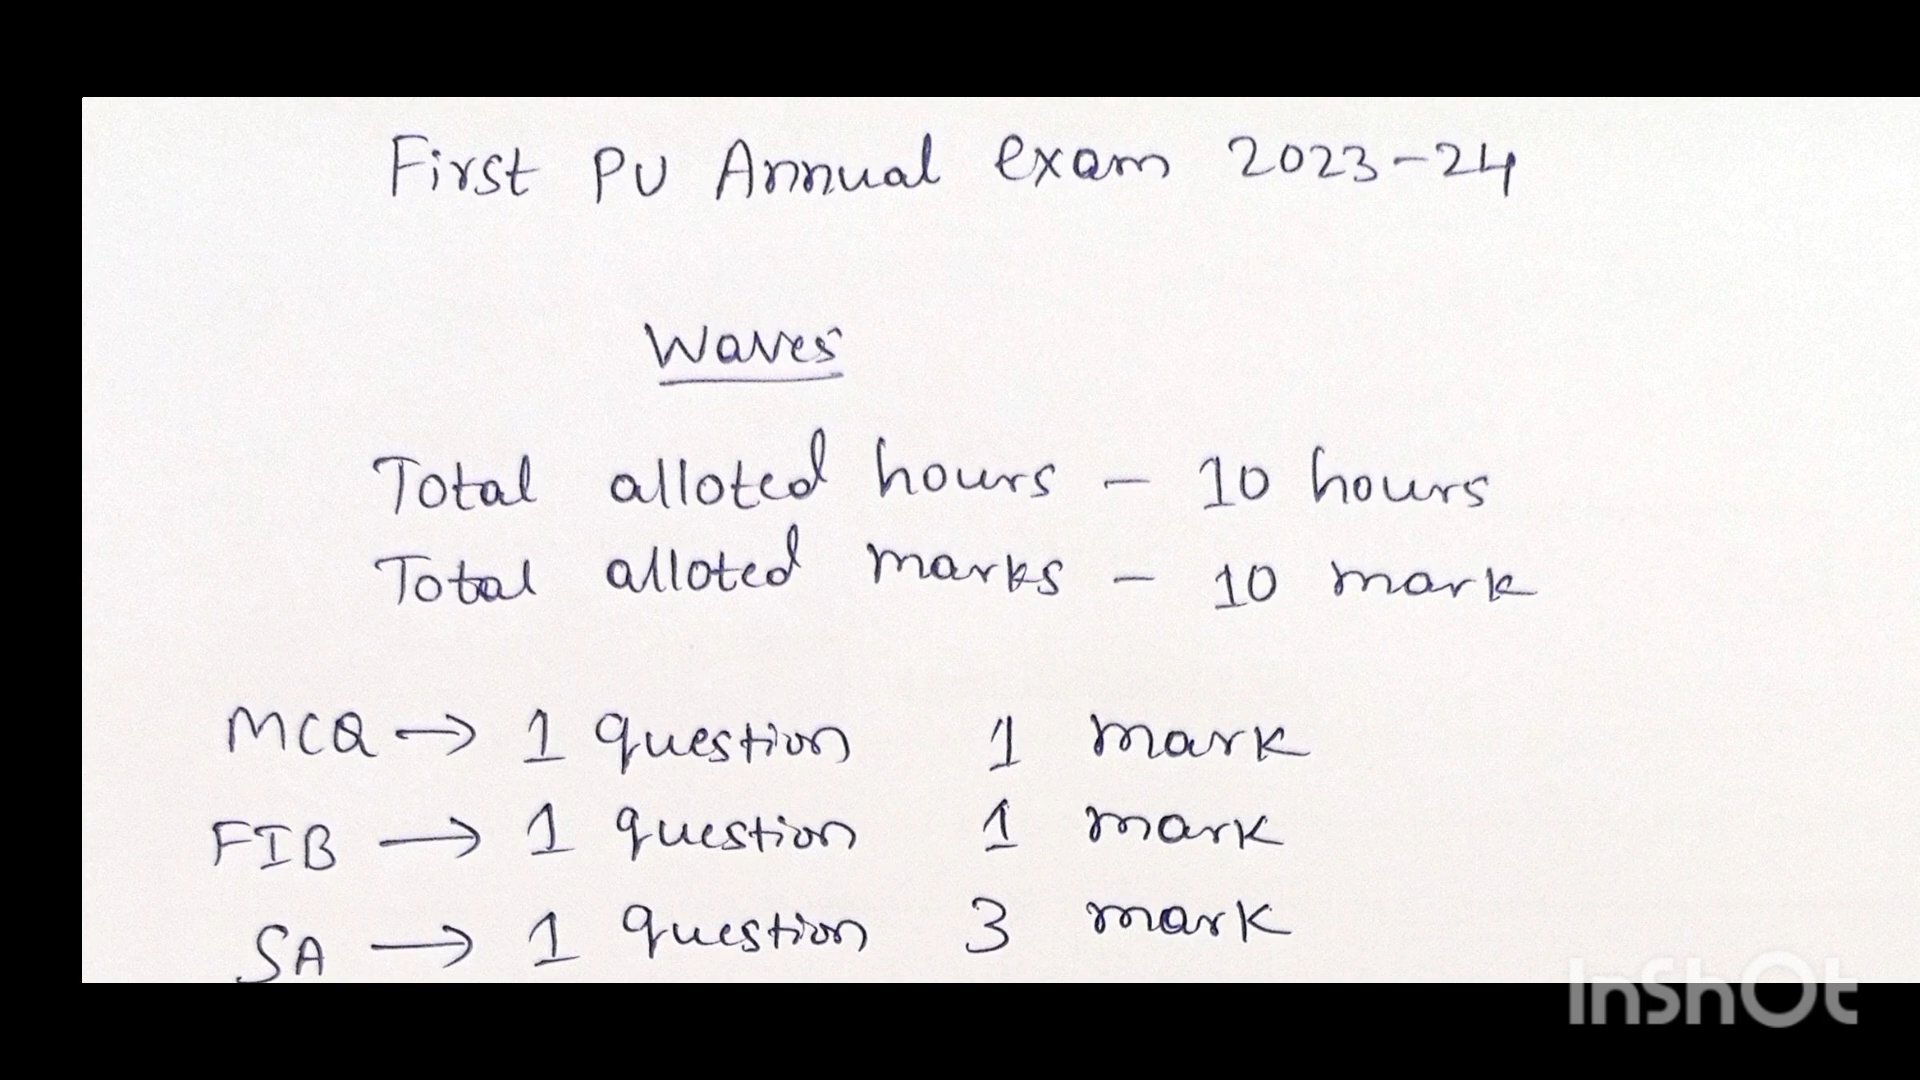 First PU Annual exam 2023-24
Waves
Total alloted hours - 10 hours
Total alloted marks - 10 mark
MCQ → 1 question 1 mark
FIB → 1 question 1 mark
SA → 1 question 3 mark
InShOt